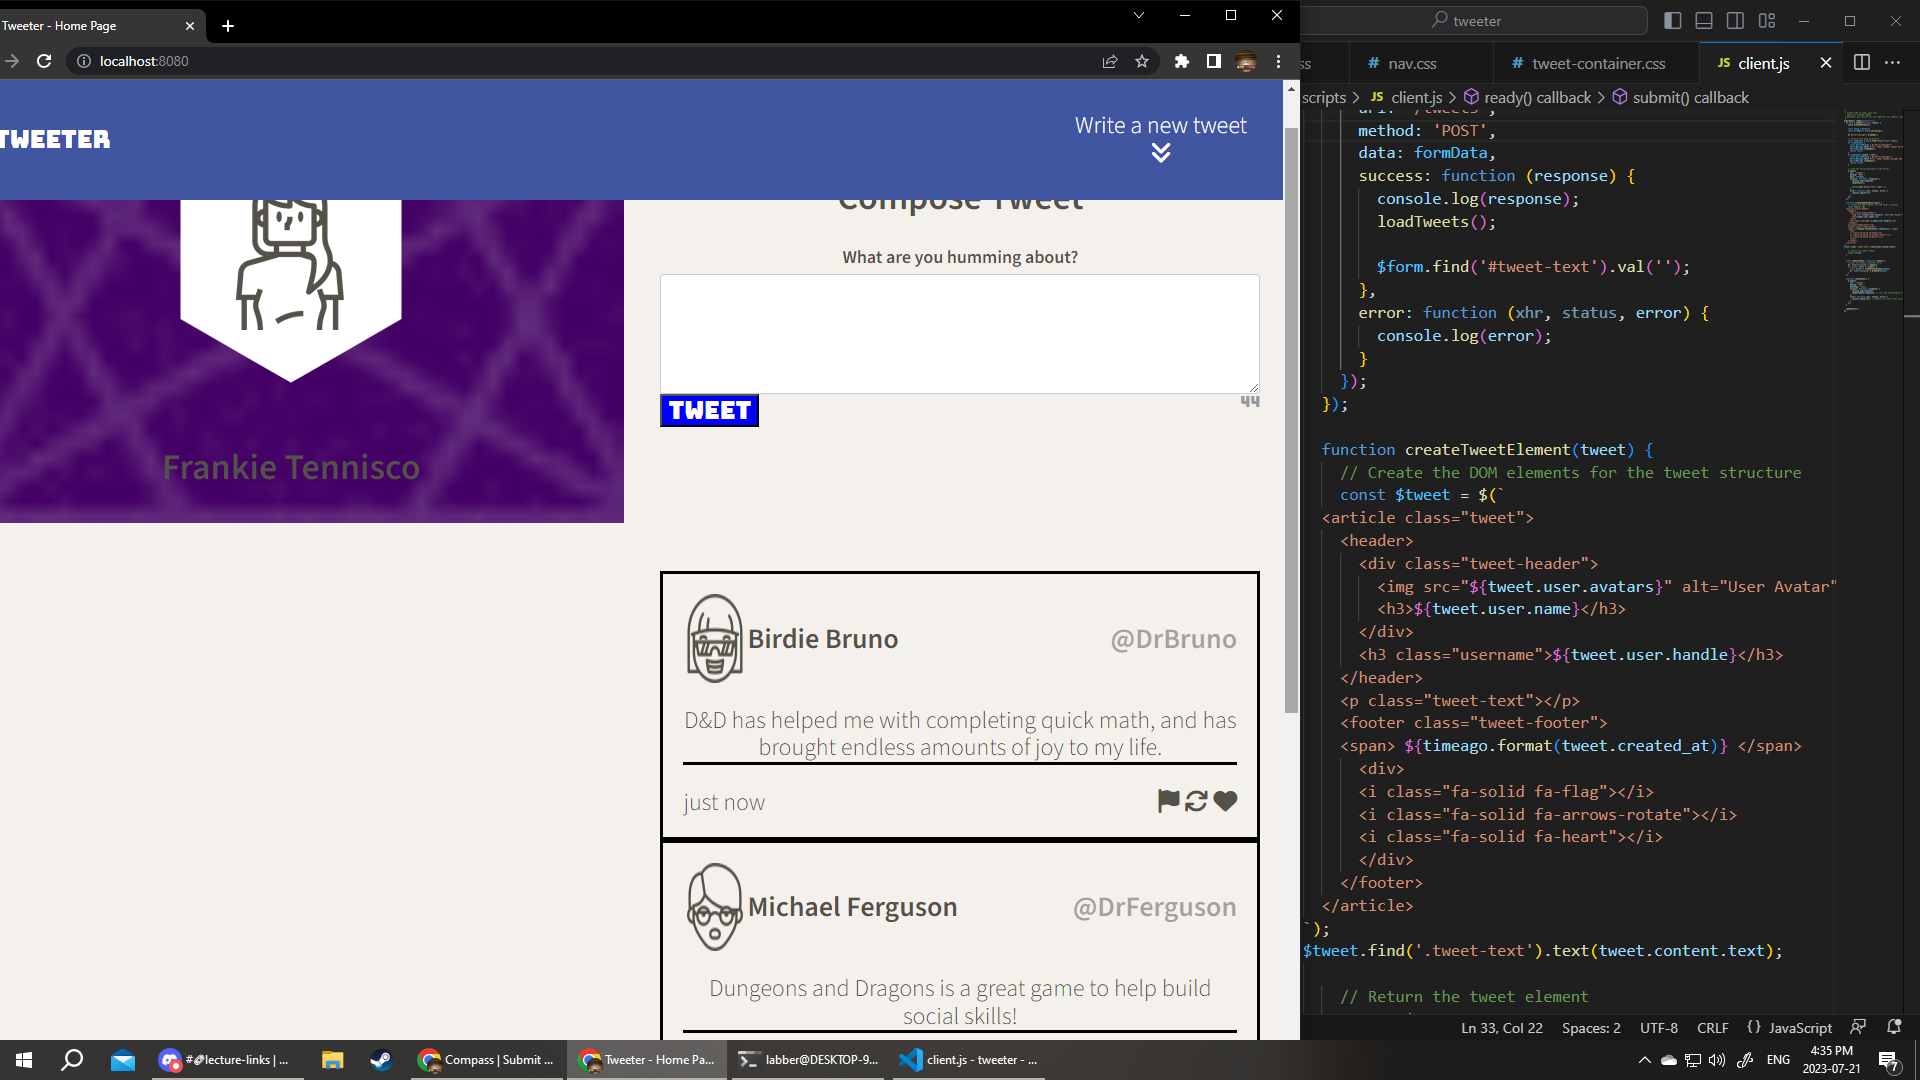 Tweeter - Home Page
localhost:8080
TWEETER
Write a new tweet
Compose Tweet
What are you humming about?
TWEET
44
Frankie Tennisco
Birdie Bruno
@DrBruno
D&D has helped me with completing quick math, and has
brought endless amounts of joy to my life.
just now
Michael Ferguson
@DrFerguson
Dungeons and Dragons is a great game to help build
social skills!
tweeter
ss
# nav.css
# tweet-container.css
JS client.js
scripts > JS client.js > ready() callback > submit() callback
url: '/tweets',
method: 'POST',
data: formData,
success: function (response) {
console.log(response);
loadTweets();
$form.find('#tweet-text').val('');
},
error: function (xhr, status, error) {
console.log(error);
}
});
});
function createTweetElement(tweet) {
// Create the DOM elements for the tweet structure
const $tweet = $(`
<article class="tweet">
<header>
<div class="tweet-header">
<img src="${tweet.user.avatars}" alt="User Avatar"
<h3>${tweet.user.name}</h3>
</div>
<h3 class="username">${tweet.user.handle}</h3>
</header>
<p class="tweet-text"></p>
<footer class="tweet-footer">
<span> ${timeago.format(tweet.created_at)} </span>
<div>
<i class="fa-solid fa-flag"></i>
<i class="fa-solid fa-arrows-rotate"></i>
<i class="fa-solid fa-heart"></i>
</div>
</footer>
</article>
`);
$tweet.find('.tweet-text').text(tweet.content.text);
// Return the tweet element
Ln 33, Col 22
Spaces: 2
UTF-8
CRLF
{} JavaScript
#🔗lecture-links | ...
Compass | Submit ...
Tweeter - Home Pa...
labber@DESKTOP-9...
client.js - tweeter - ...
ENG
4:35 PM
2023-07-21
7